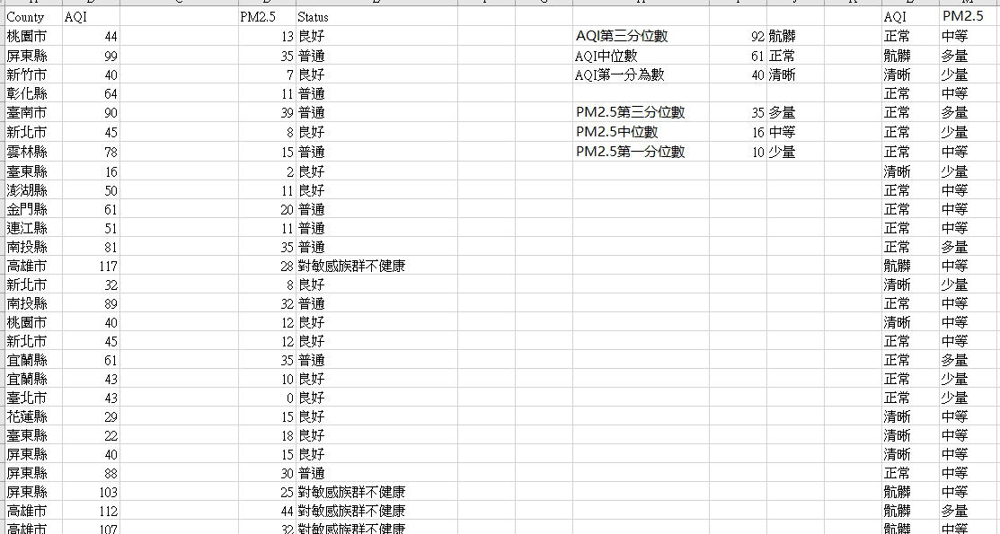 County AQI PM2.5 Status AQI PM2.5
桃園市 44 13 良好 AQI第三分位數 92 骯髒 正常 中等
屏東縣 99 35 普通 AQI中位數 61 正常 骯髒 多量
新竹市 40 7 良好 AQI第一分為數 40 清晰 清晰 少量
彰化縣 64 11 普通 正常 中等
臺南市 90 39 普通 PM2.5第三分位數 35 多量 正常 多量
新北市 45 8 良好 PM2.5中位數 16 中等 正常 少量
雲林縣 78 15 普通 PM2.5第一分位數 10 少量 正常 中等
臺東縣 16 2 良好 清晰 少量
澎湖縣 50 11 良好 正常 中等
金門縣 61 20 普通 正常 中等
連江縣 51 11 普通 正常 中等
南投縣 81 35 普通 正常 多量
高雄市 117 28 對敏感族群不健康 骯髒 中等
新北市 32 8 良好 清晰 少量
南投縣 89 32 普通 正常 中等
桃園市 40 12 良好 清晰 中等
新北市 45 12 良好 正常 中等
宜蘭縣 61 35 普通 正常 多量
宜蘭縣 43 10 良好 正常 少量
臺北市 43 0 良好 正常 少量
花蓮縣 29 15 良好 清晰 中等
臺東縣 22 18 良好 清晰 中等
屏東縣 40 15 良好 清晰 中等
屏東縣 88 30 普通 正常 中等
屏東縣 103 25 對敏感族群不健康 骯髒 中等
高雄市 112 44 對敏感族群不健康 骯髒 多量
高雄市 107 32 對敏感族群不健康 骯髒 中等